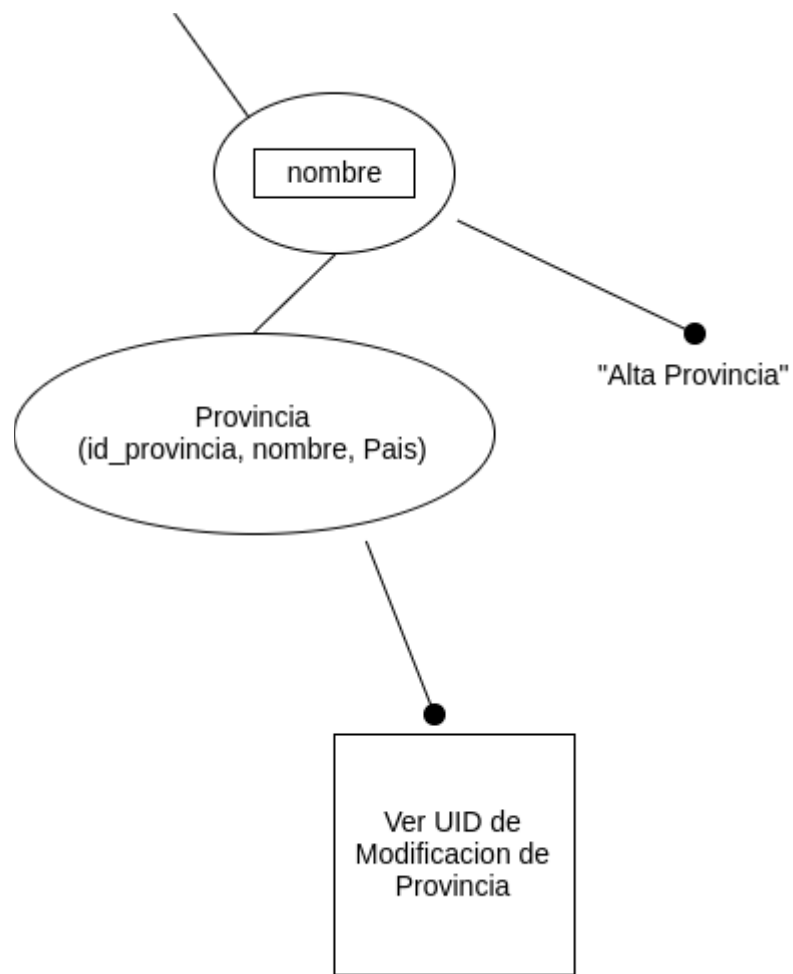 nombre
"Alta Provincia"
Provincia
(id_provincia, nombre, Pais)
Ver UID de
Modificacion de
Provincia